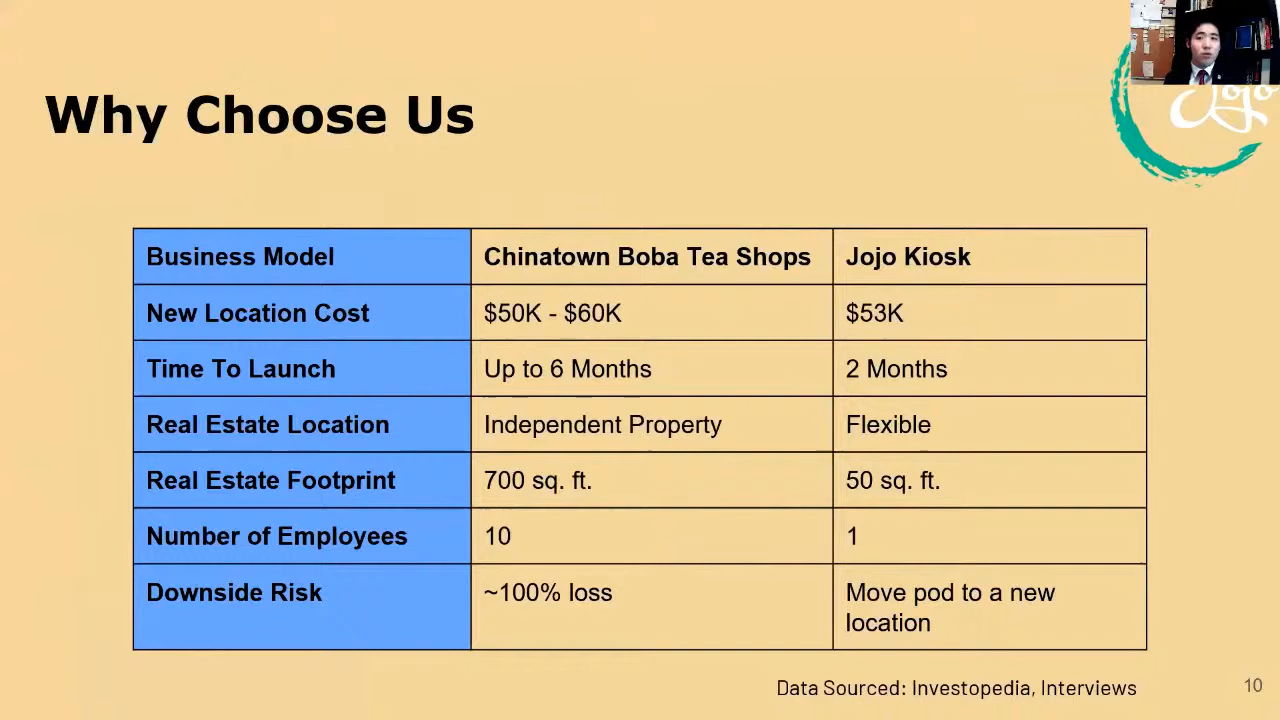 Jojo
Why Choose Us
Business Model Chinatown Boba Tea Shops Jojo Kiosk
New Location Cost $50K - $60K $53K
Time To Launch Up to 6 Months 2 Months
Real Estate Location Independent Property Flexible
Real Estate Footprint 700 sq. ft. 50 sq. ft.
Number of Employees 10 1
Downside Risk ~100% loss Move pod to a new
location
Data Sourced: Investopedia, Interviews
10